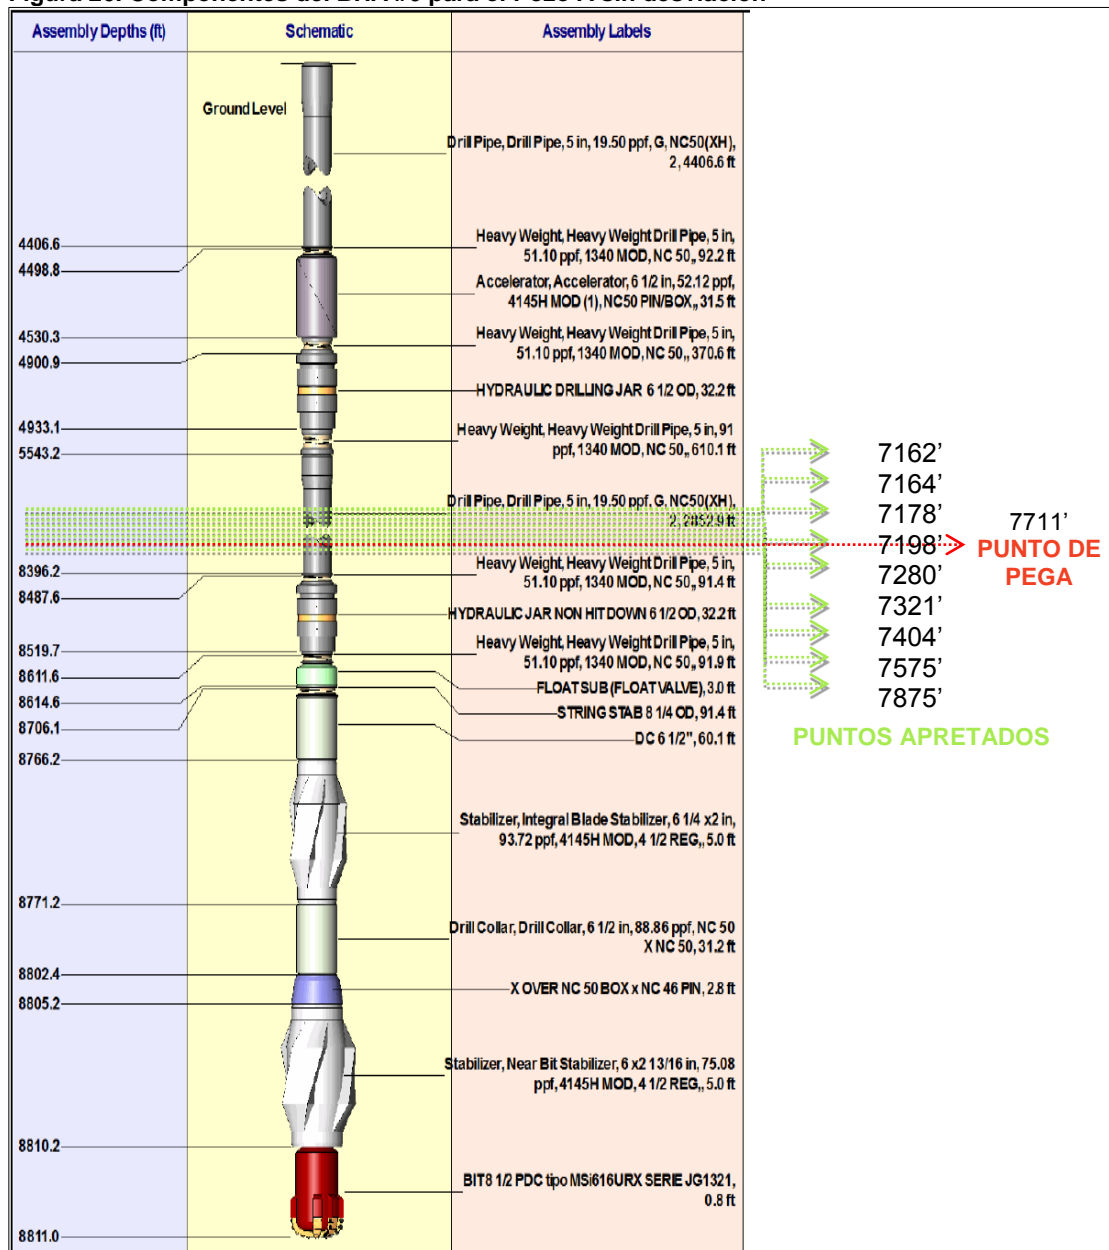 Assembly Depths (ft)
Schematic
Assembly Labels
Ground Level
Drill Pipe, Drill Pipe, 5 in, 19.50 ppf, G, NC50(XH),
2, 4406.6 ft
4406.6
4498.8
Heavy Weight, Heavy Weight Drill Pipe, 5 in,
51.10 ppf, 1340 MOD, NC 50,, 92.2 ft
Accelerator, Accelerator, 6 1/2 in, 52.12 ppf,
4145H MOD (1), NC50 PIN/BOX,, 31.5 ft
4530.3
4900.9
Heavy Weight, Heavy Weight Drill Pipe, 5 in,
51.10 ppf, 1340 MOD, NC 50,, 370.6 ft
HYDRAULIC DRILLING JAR 6 1/2 OD, 32.2 ft
4933.1
5543.2
Heavy Weight, Heavy Weight Drill Pipe, 5 in, 91
ppf, 1340 MOD, NC 50,, 610.1 ft
Drill Pipe, Drill Pipe, 5 in, 19.50 ppf, G, NC50(XH),
2, 2852.9 ft
8396.2
8487.6
Heavy Weight, Heavy Weight Drill Pipe, 5 in,
51.10 ppf, 1340 MOD, NC 50,, 91.4 ft
HYDRAULIC JAR NON HIT DOWN 6 1/2 OD, 32.2 ft
8519.7
8611.6
8614.6
8706.1
8766.2
Heavy Weight, Heavy Weight Drill Pipe, 5 in,
51.10 ppf, 1340 MOD, NC 50,, 91.9 ft
FLOAT SUB (FLOAT VALVE), 3.0 ft
STRING STAB 8 1/4 OD, 91.4 ft
DC 6 1/2", 60.1 ft
Stabilizer, Integral Blade Stabilizer, 6 1/4 x2 in,
93.72 ppf, 4145H MOD, 4 1/2 REG,, 5.0 ft
8771.2
Drill Collar, Drill Collar, 6 1/2 in, 88.86 ppf, NC 50
X NC 50, 31.2 ft
8802.4
8805.2
X OVER NC 50 BOX x NC 46 PIN, 2.8 ft
Stabilizer, Near Bit Stabilizer, 6 x2 13/16 in, 75.08
ppf, 4145H MOD, 4 1/2 REG,, 5.0 ft
8810.2
BIT8 1/2 PDC tipo MSi616URX SERIE JG1321,
0.8 ft
8811.0
7162’
7164’
7178’
7198’
7280’
7321’
7404’
7575’
7875’
PUNTOS APRETADOS
7711’
PUNTO DE
PEGA